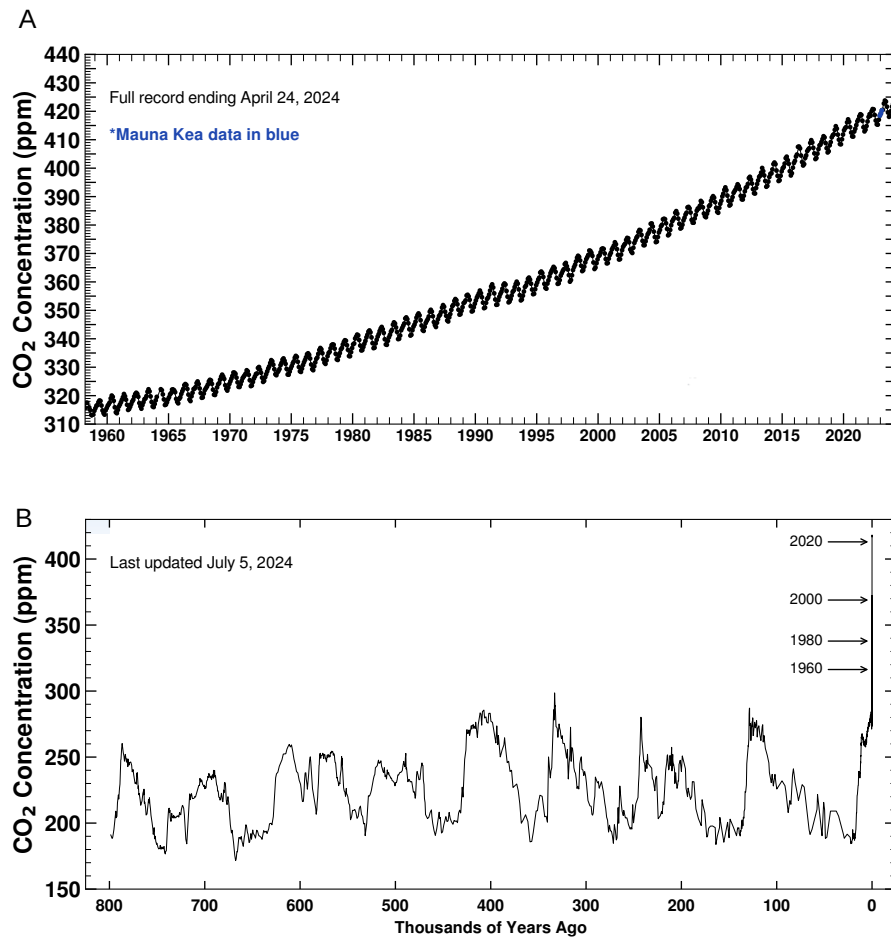 A
440
430
420
410
400
390
380
370
360
350
340
330
320
310
CO₂ Concentration (ppm)
Full record ending April 24, 2024
*Mauna Kea data in blue
1960 1965 1970 1975 1980 1985 1990 1995 2000 2005 2010 2015 2020
B
400
350
300
250
200
150
CO₂ Concentration (ppm)
Last updated July 5, 2024
2020
2000
1980
1960
800 700 600 500 400 300 200 100 0
Thousands of Years Ago